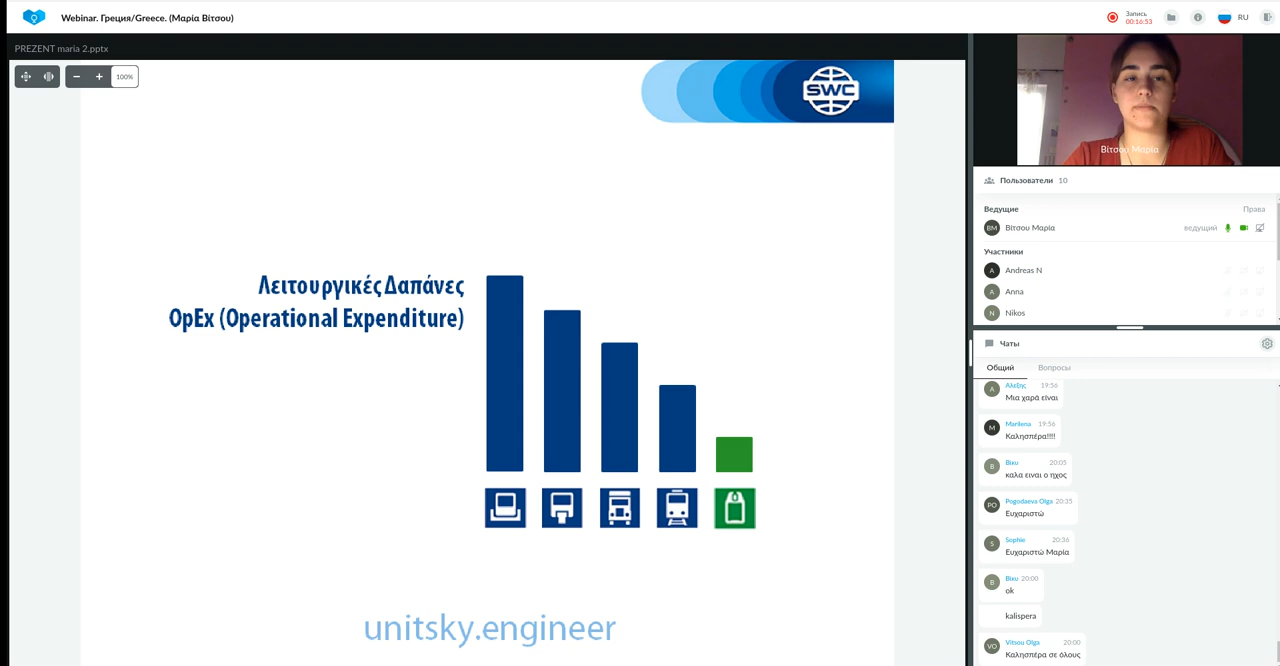 Webinar. Греция/Greece. (Μαρία Βίτσου)
Запись
00:16:53
RU
PREZENT maria 2.pptx
100%
SWC
Λειτουργικές Δαπάνες
OpEx (Operational Expenditure)
unitsky.engineer
Βίτσου Μαρία
Пользователи 10
Ведущие Права
BM Βίτσου Μαρία ведущий
Участники
A Andreas N
A Anna
N Nikos
Чаты
Общий Вопросы
A Αλεξης 19:56
Μια χαρά είναι
M Marilena 19:56
Καλησπέρα!!!!
B Βίκυ 20:05
καλα ειναι ο ηχος
PO Pogodaeva Olga 20:35
Ευχαριστώ
S Sophie 20:36
Ευχαριστώ Μαρία
B Βίκυ 20:00
ok
kalispera
VO Vitsou Olga 20:00
Καλησπέρα σε όλους